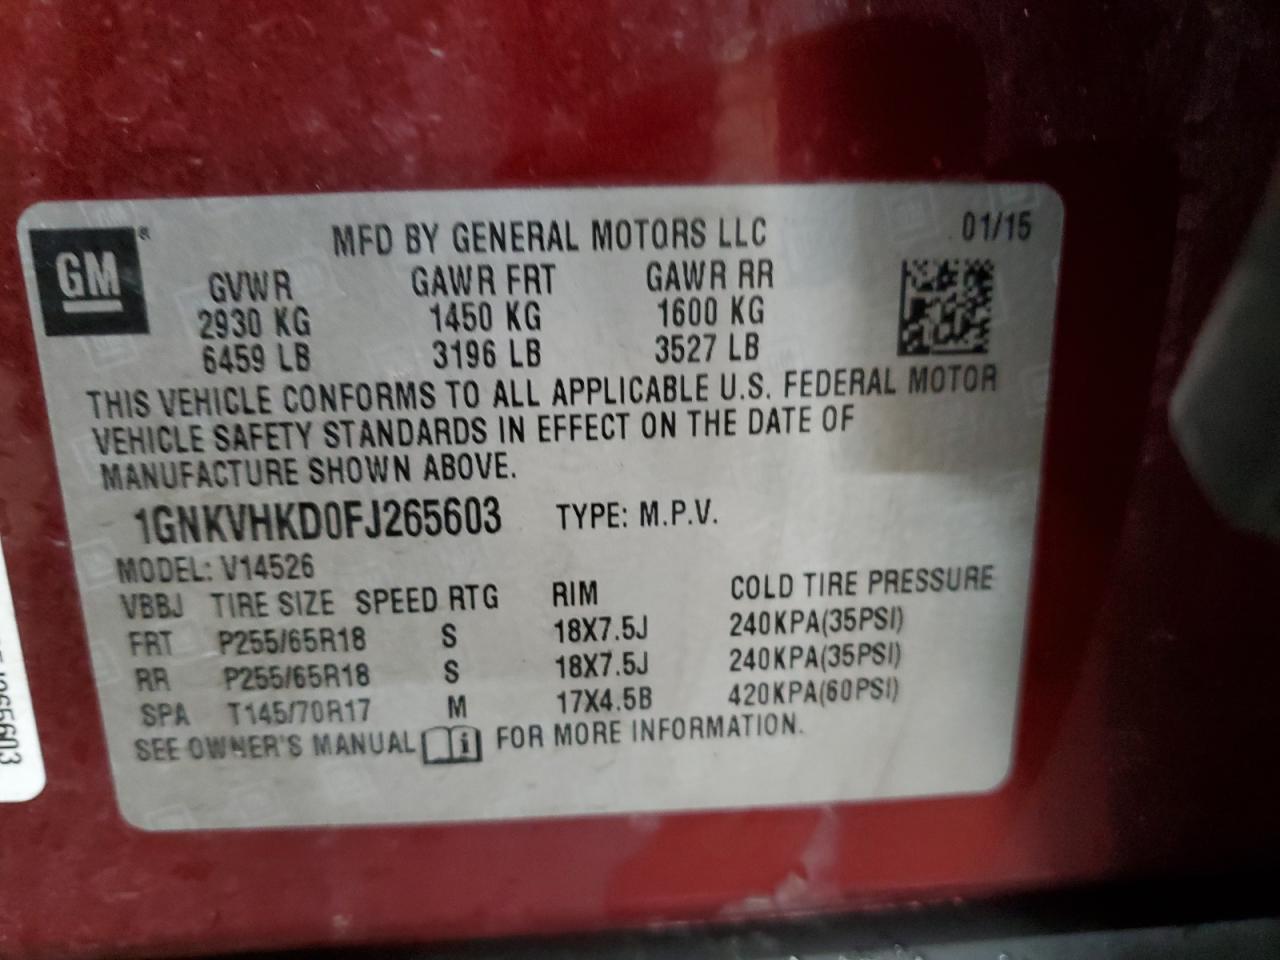 GM®
MFD BY GENERAL MOTORS LLC 01/15
GVWR GAWR FRT GAWR RR
2930 KG 1450 KG 1600 KG
6459 LB 3196 LB 3527 LB
THIS VEHICLE CONFORMS TO ALL APPLICABLE U.S. FEDERAL MOTOR
VEHICLE SAFETY STANDARDS IN EFFECT ON THE DATE OF
MANUFACTURE SHOWN ABOVE.
1GNKVHKD0FJ265603 TYPE: M.P.V.
MODEL: V14526
VBBJ TIRE SIZE SPEED RTG RIM COLD TIRE PRESSURE
FRT P255/65R18 S 18X7.5J 240KPA(35PSI)
RR P255/65R18 S 18X7.5J 240KPA(35PSI)
SPA T145/70R17 M 17X4.5B 420KPA(60PSI)
SEE OWNER'S MANUAL FOR MORE INFORMATION.
J265603